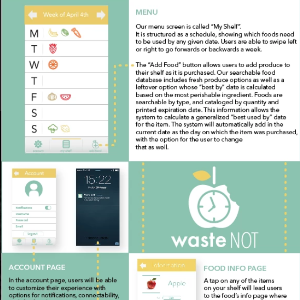 Week of April 4th
M
T
W
T
F
S
S
MENU
Our menu screen is called "My Shelf".
It is structured as a schedule, showing which foods need
to be used by any given date. Users are able to swipe left
or right to go forwards or backwards a week.
The "Add Food" button allows users to add produce to
their shelf as it is purchased. Our searchable food
database includes fresh produce options as well as a
leftover option whose "best by" date is calculated
based on the most perishable ingredient. Foods are
searchable by type, and cataloged by quantity and
printed expiration date. This information allows the
system to calculate a generalized "best used by" date
for the item. The system will automatically add in the
current date as the day on which the item was purchased,
with the option for the user to change
that as well.
Account
15:22
waste NOT
ACCOUNT PAGE
In the account page, users will be able
to customize their experience with
options for notifications, connectability,
Apple
FOOD INFO PAGE
A tap on any of the items
on your shelf will lead users
to the food's info page where